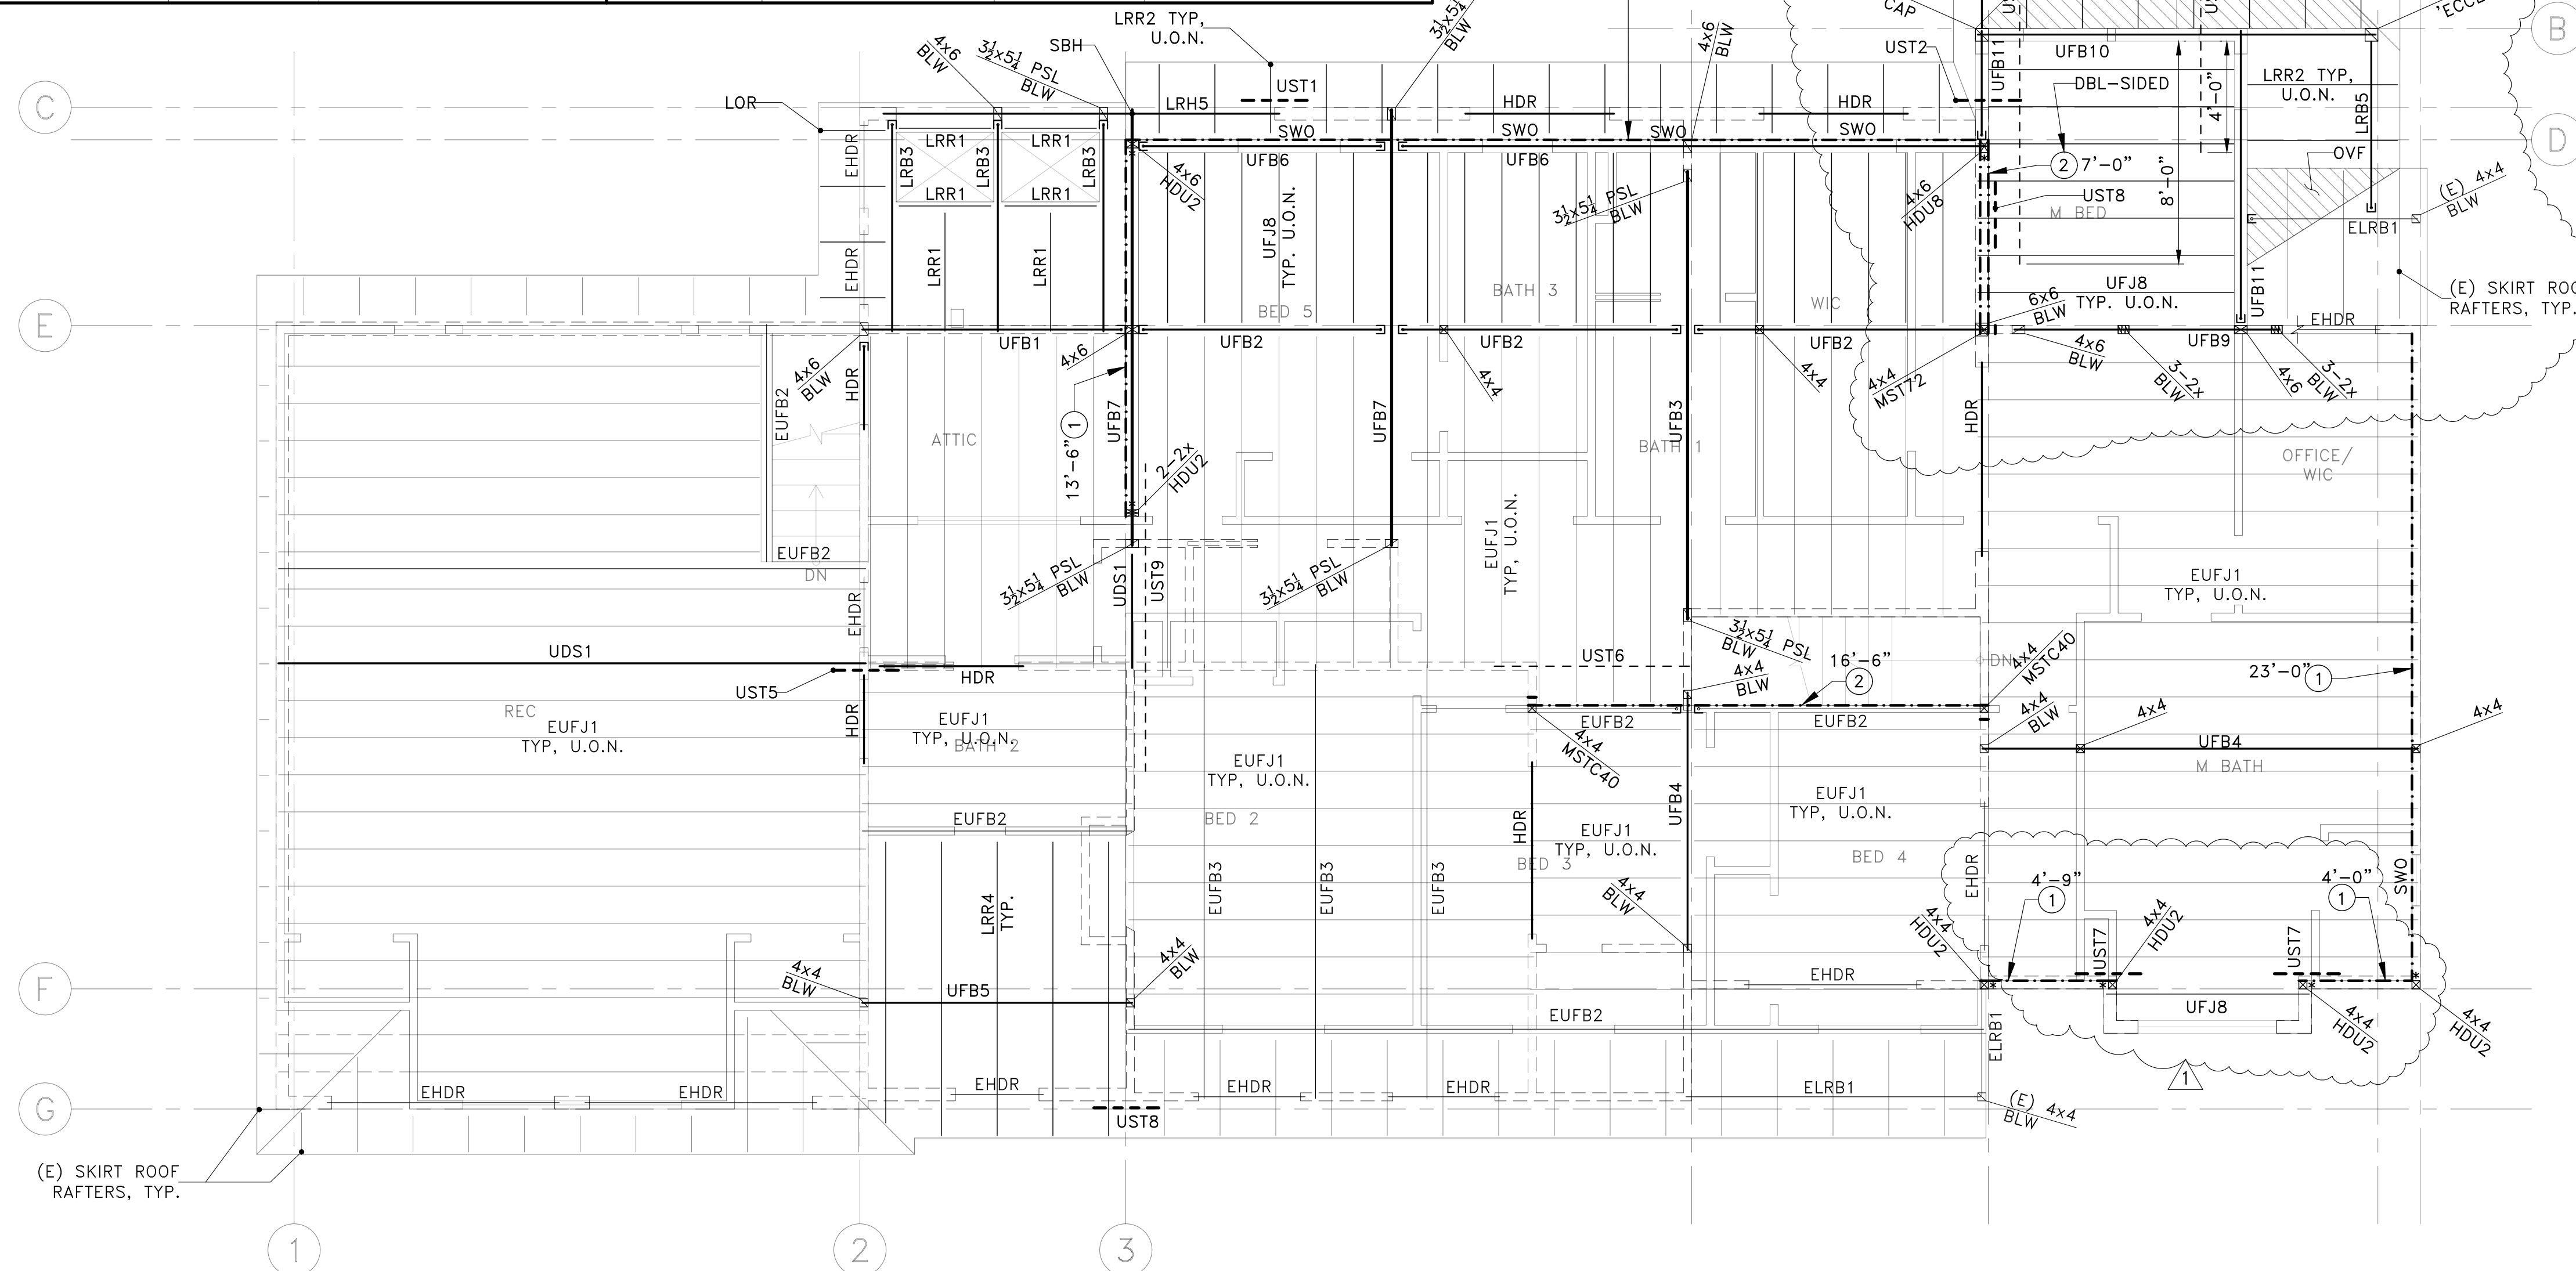 LRR2 TYP,
U.O.N.
SBH
4x6
BLW
3½x5¼ PSL
BLW
3½x5¼
BLW
4x6
BLW
CAP
UST2
UFB11
UFB10
'ECCE
B
C
LOR
LRH5
UST1
HDR
HDR
DBL-SIDED
4'-0"
LRR2 TYP,
U.O.N.
LRB5
D
EHDR
LRB3
LRR1
LRB3
LRR1
LRB3
SWO
SWO
SWO
SWO
UFB6
UFB6
2
7'-0"
8'-0"
OVF
LRR1
LRR1
4x6
HDU2
UFJ8
TYP. U.O.N.
3½x5¼ PSL
BLW
4x6
HDU8
UST8
M BED
(E) 4x4
BLW
ELRB1
EHDR
LRR1
LRR1
BED 5
BATH 3
WIC
UFJ8
TYP. U.O.N.
UFB11
(E) SKIRT ROO
RAFTERS, TYP.
E
UFB1
4x6
UFB2
UFB2
UFB2
6x6
BLW
4x6
BLW
UFB9
EHDR
4x6
BLW
HDR
EUFB2
4x4
4x4
4x4
MST72
3-2x
BLW
4x6
3-2x
BLW
ATTIC
13'-6"
1
UFB7
UFB7
UFB3
BATH 1
HDR
OFFICE/
WIC
2-2x
HDU2
EUFJ1
TYP, U.O.N.
EUFB2
DN
3½x5¼ PSL
BLW
UDS1
UST9
3½x5¼ PSL
BLW
EUFJ1
TYP, U.O.N.
EHDR
UDS1
3½x5¼ PSL
BLW
UST6
4x4
BLW
16'-6"
2
DN
4x4
MSTC40
23'-0"
1
UST5
HDR
HDR
REC
EUFJ1
TYP, U.O.N.
EUFJ1
TYP, U.O.N.
BATH 2
EUFB2
EUFB2
4x4
BLW
4x4
4x4
UFB4
M BATH
4x4
MSTC40
EUFJ1
TYP, U.O.N.
EUFJ1
TYP, U.O.N.
EUFB2
BED 2
HDR
UFB4
EUFJ1
TYP, U.O.N.
BED 3
BED 4
EHDR
LRR4
TYP.
EUFB3
EUFB3
EUFB3
4x4
BLW
4'-9"
1
4'-0"
1
SWO
4x4
HDU2
UST7
4x4
HDU2
UST7
F
4x4
BLW
UFB5
4x4
BLW
EHDR
EUFB2
ELRB1
UFJ8
4x4
HDU2
4x4
HDU2
1
G
EHDR
EHDR
EHDR
EHDR
EHDR
ELRB1
(E) 4x4
BLW
UST8
(E) SKIRT ROOF
RAFTERS, TYP.
1
2
3